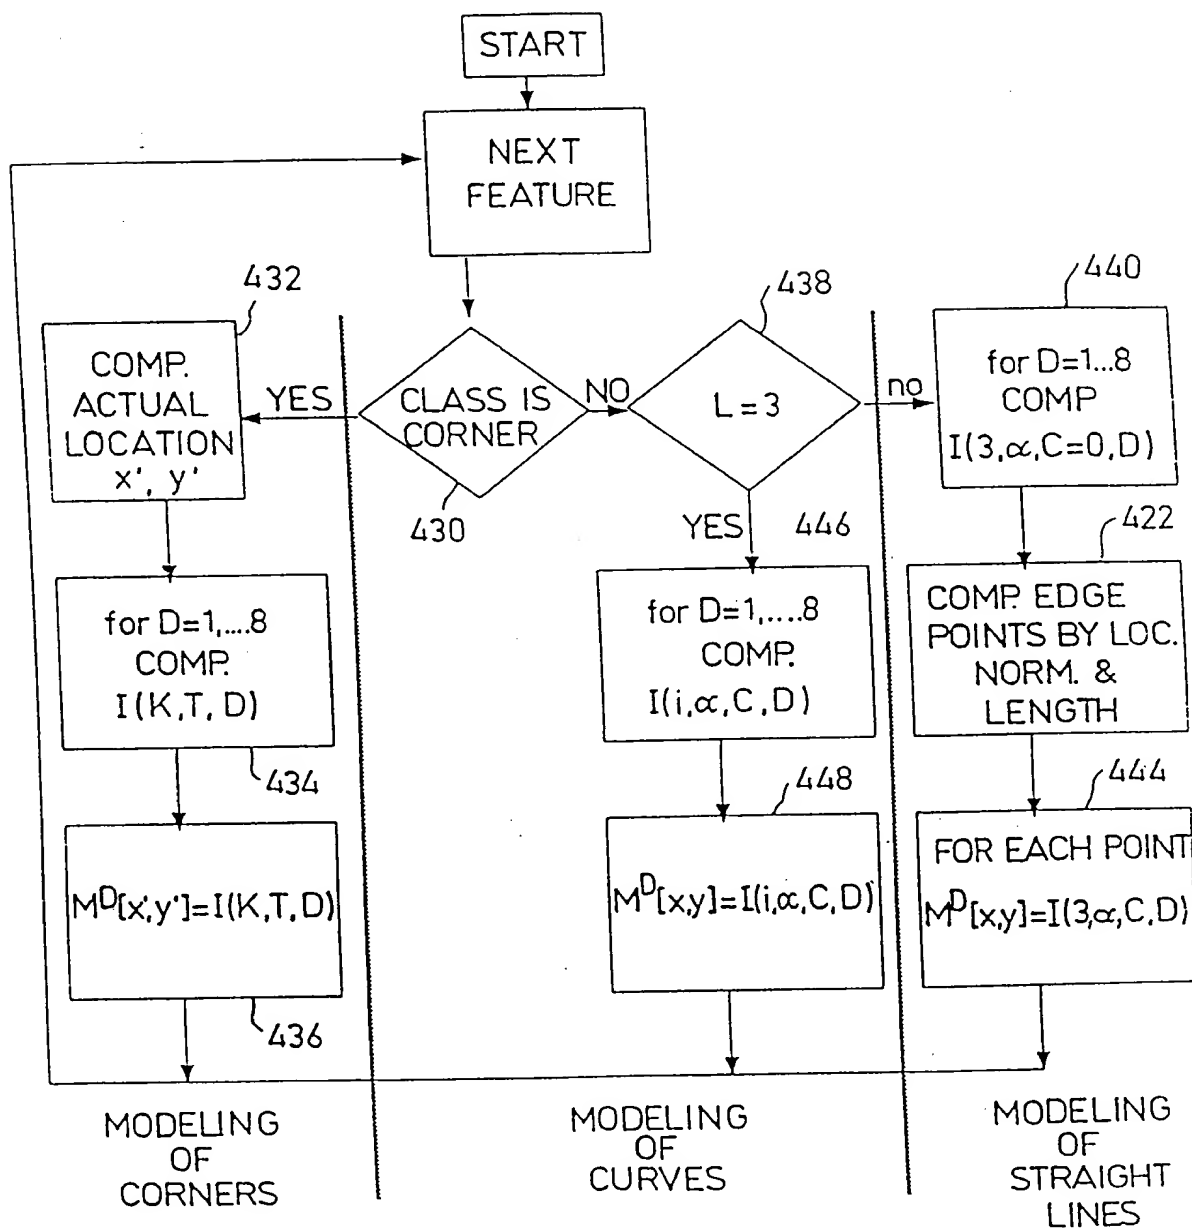 START
NEXT
FEATURE
432
COMP.
ACTUAL
LOCATION
x', y'
YES
CLASS IS
CORNER
430
NO
438
L=3
no
440
for D=1...8
COMP
I(3,α,C=0,D)
YES
446
422
for D=1,....8
COMP.
I(K,T,D)
434
for D=1,....8
COMP.
I(i,α,C,D)
COMP. EDGE
POINTS BY LOC.
NORM. &
LENGTH
448
444
M^D[x',y']=I(K,T,D)
436
M^D[x,y]=I(i,α,C,D)
FOR EACH POINT
M^D[x,y]=I(3,α,C,D)
MODELING
OF
CORNERS
MODELING
OF
CURVES
MODELING
OF
STRAIGHT
LINES